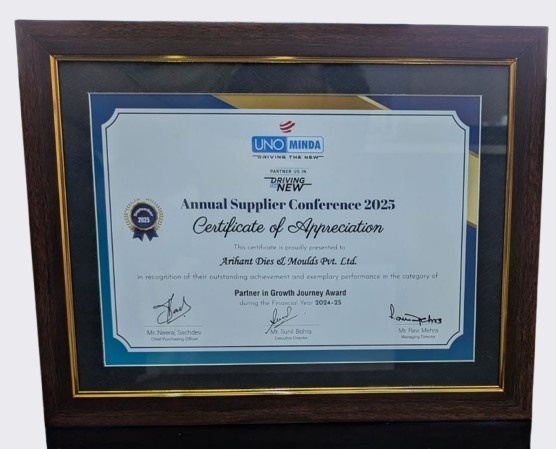 UNO MINDA
DRIVING THE NEW
PARTNER US IN
DRIVING
THE NEW
Annual Supplier Conference 2025
Certificate of Appreciation
2025
This certificate is proudly presented to
Arihant Dies & Moulds Pvt. Ltd.
in recognition of their outstanding achievement and exemplary performance in the category of
Partner in Growth Journey Award
during the Financial Year 2024-25
Mr. Neeraj Sachdev
Chief Purchasing Officer
Mr. Sunil Bohra
Executive Director
Mr. Ravi Mehra
Managing Director